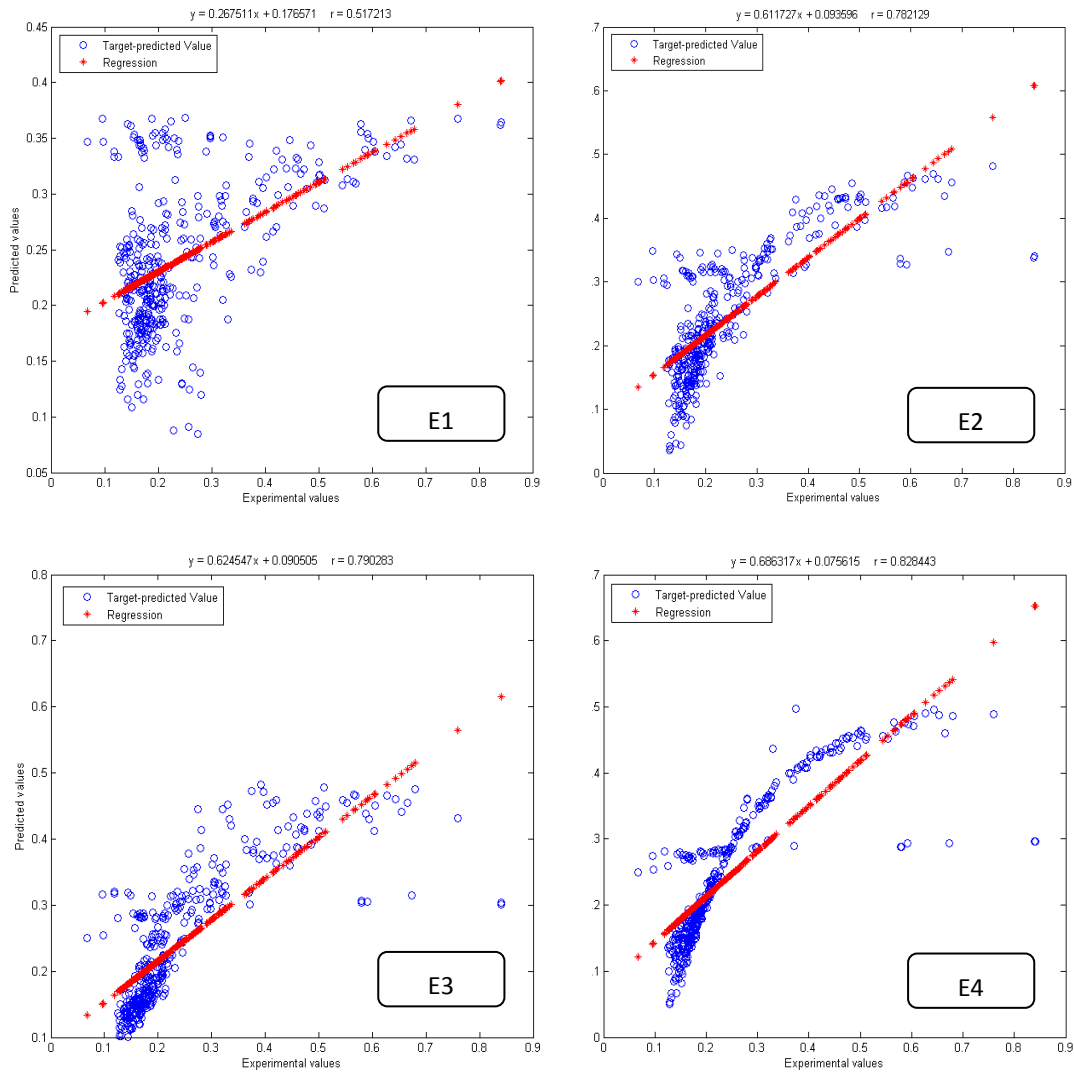 y = 0.267511x + 0.176571 r = 0.517213
Target-predicted Value
Regression
Predicted values
0.45
0.4
0.35
0.3
0.25
0.2
0.15
0.1
0.05
E1
0 0.1 0.2 0.3 0.4 0.5 0.6 0.7 0.8 0.9
Experimental values
y = 0.611727x + 0.093596 r = 0.782129
Target-predicted Value
Regression
.7
.6
.5
.4
.3
.2
.1
0
E2
0 0.1 0.2 0.3 0.4 0.5 0.6 0.7 0.8 0.9
Experimental values
y = 0.624547x + 0.090505 r = 0.790283
Target-predicted Value
Regression
Predicted values
0.8
0.7
0.6
0.5
0.4
0.3
0.2
0.1
E3
0 0.1 0.2 0.3 0.4 0.5 0.6 0.7 0.8 0.9
Experimental values
y = 0.686317x + 0.075615 r = 0.828443
Target-predicted Value
Regression
.7
.6
.5
.4
.3
.2
.1
0
E4
0 0.1 0.2 0.3 0.4 0.5 0.6 0.7 0.8 0.9
Experimental values